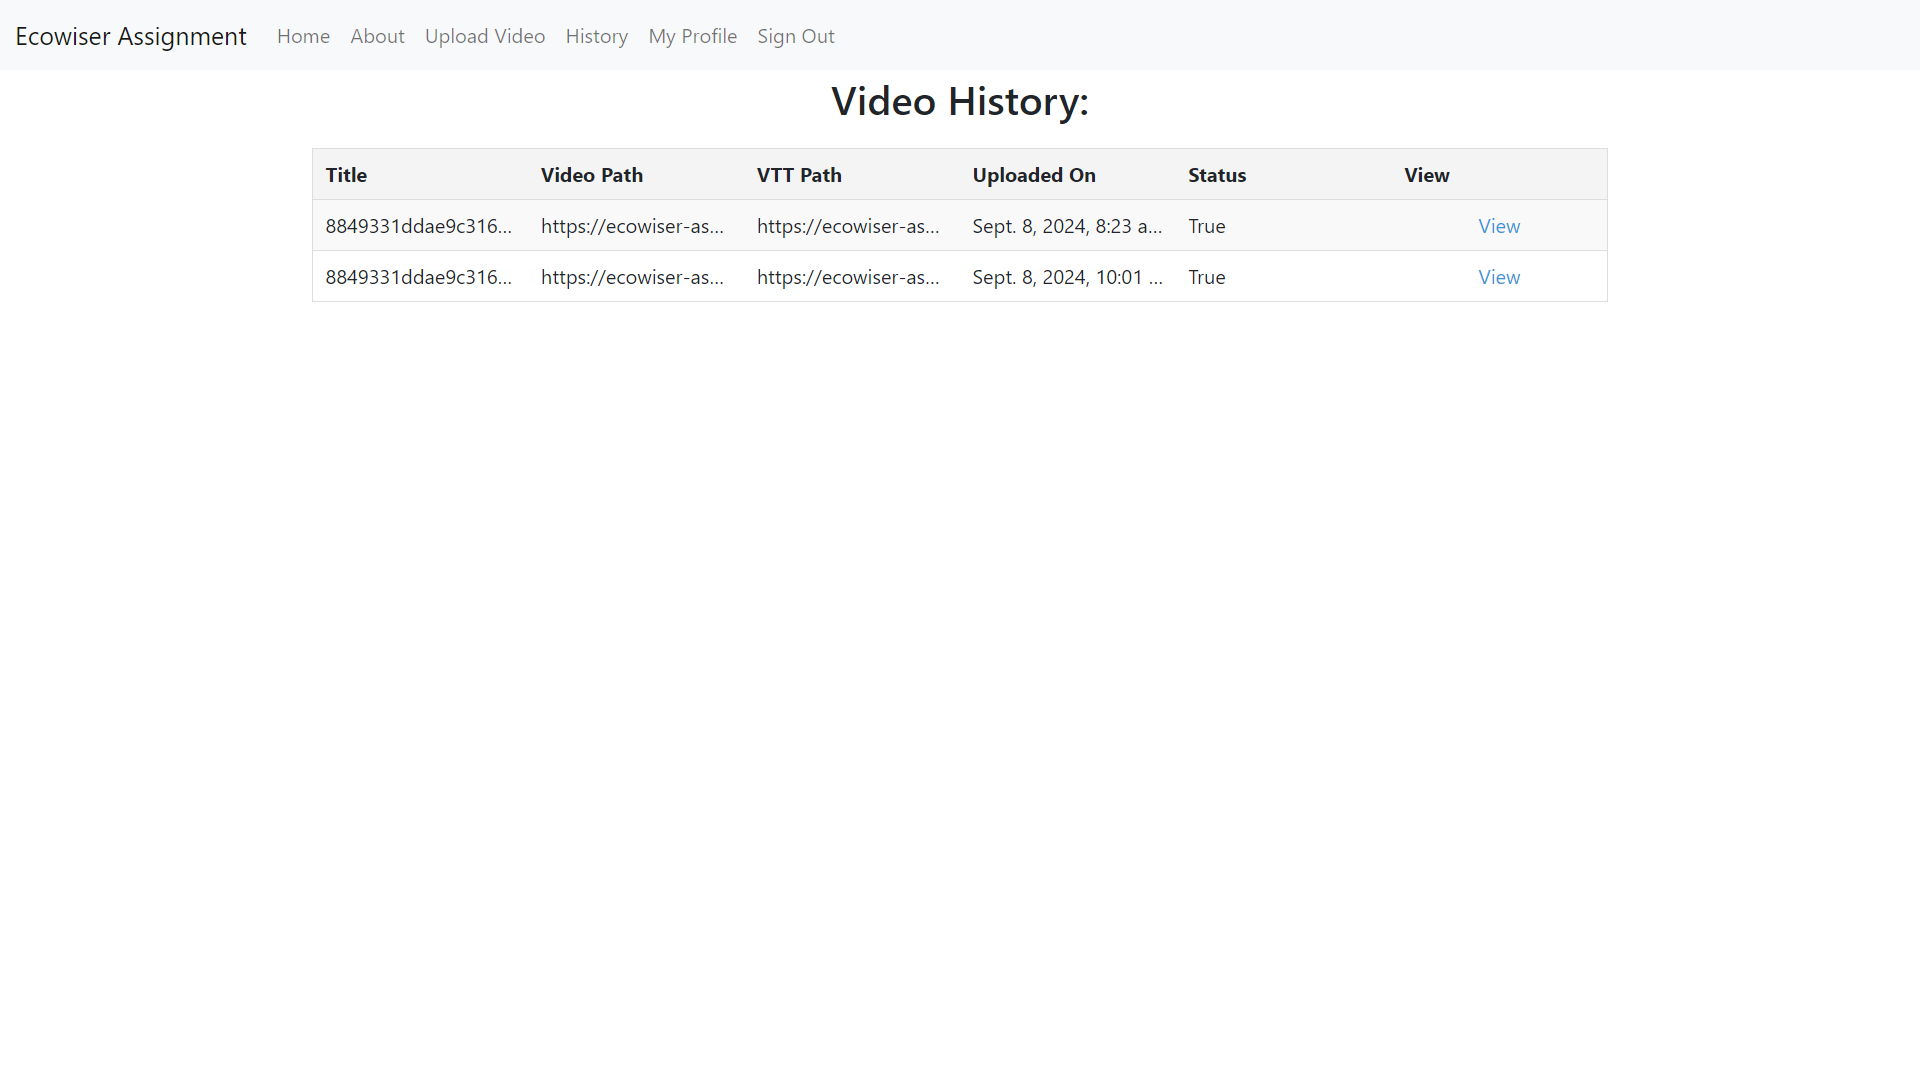 Ecowiser Assignment Home About Upload Video History My Profile Sign Out
Video History:
Title Video Path VTT Path Uploaded On Status View
8849331ddae9c316... https://ecowiser-as... https://ecowiser-as... Sept. 8, 2024, 8:23 a... True View
8849331ddae9c316... https://ecowiser-as... https://ecowiser-as... Sept. 8, 2024, 10:01 ... True View